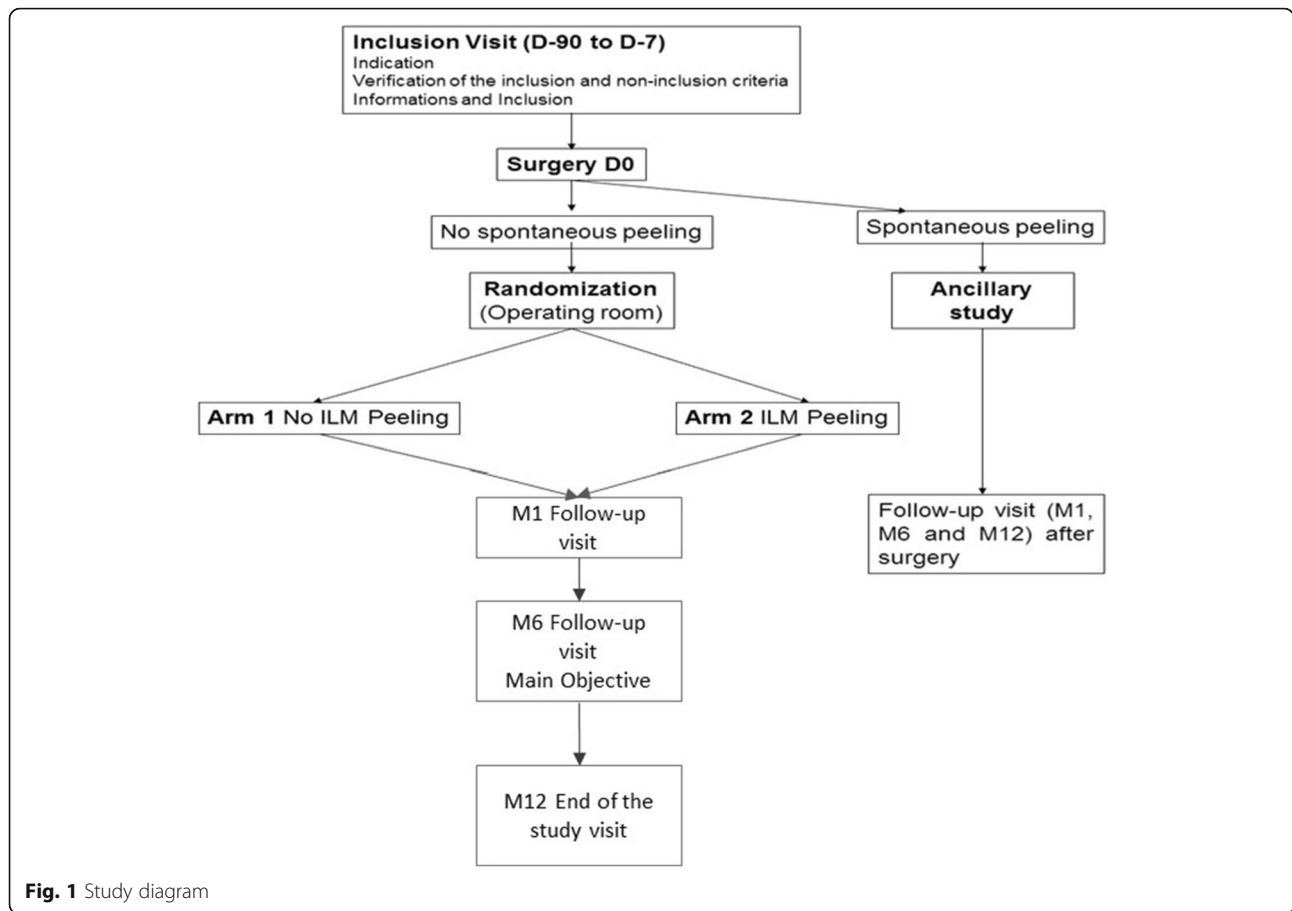 Inclusion Visit (D-90 to D-7)
Indication
Verification of the inclusion and non-inclusion criteria
Informations and Inclusion
Surgery D0
No spontaneous peeling
Spontaneous peeling
Randomization
(Operating room)
Ancillary
study
Arm 1 No ILM Peeling
Arm 2 ILM Peeling
M1 Follow-up
visit
Follow-up visit (M1,
M6 and M12) after
surgery
M6 Follow-up
visit
Main Objective
M12 End of the
study visit
Fig. 1 Study diagram